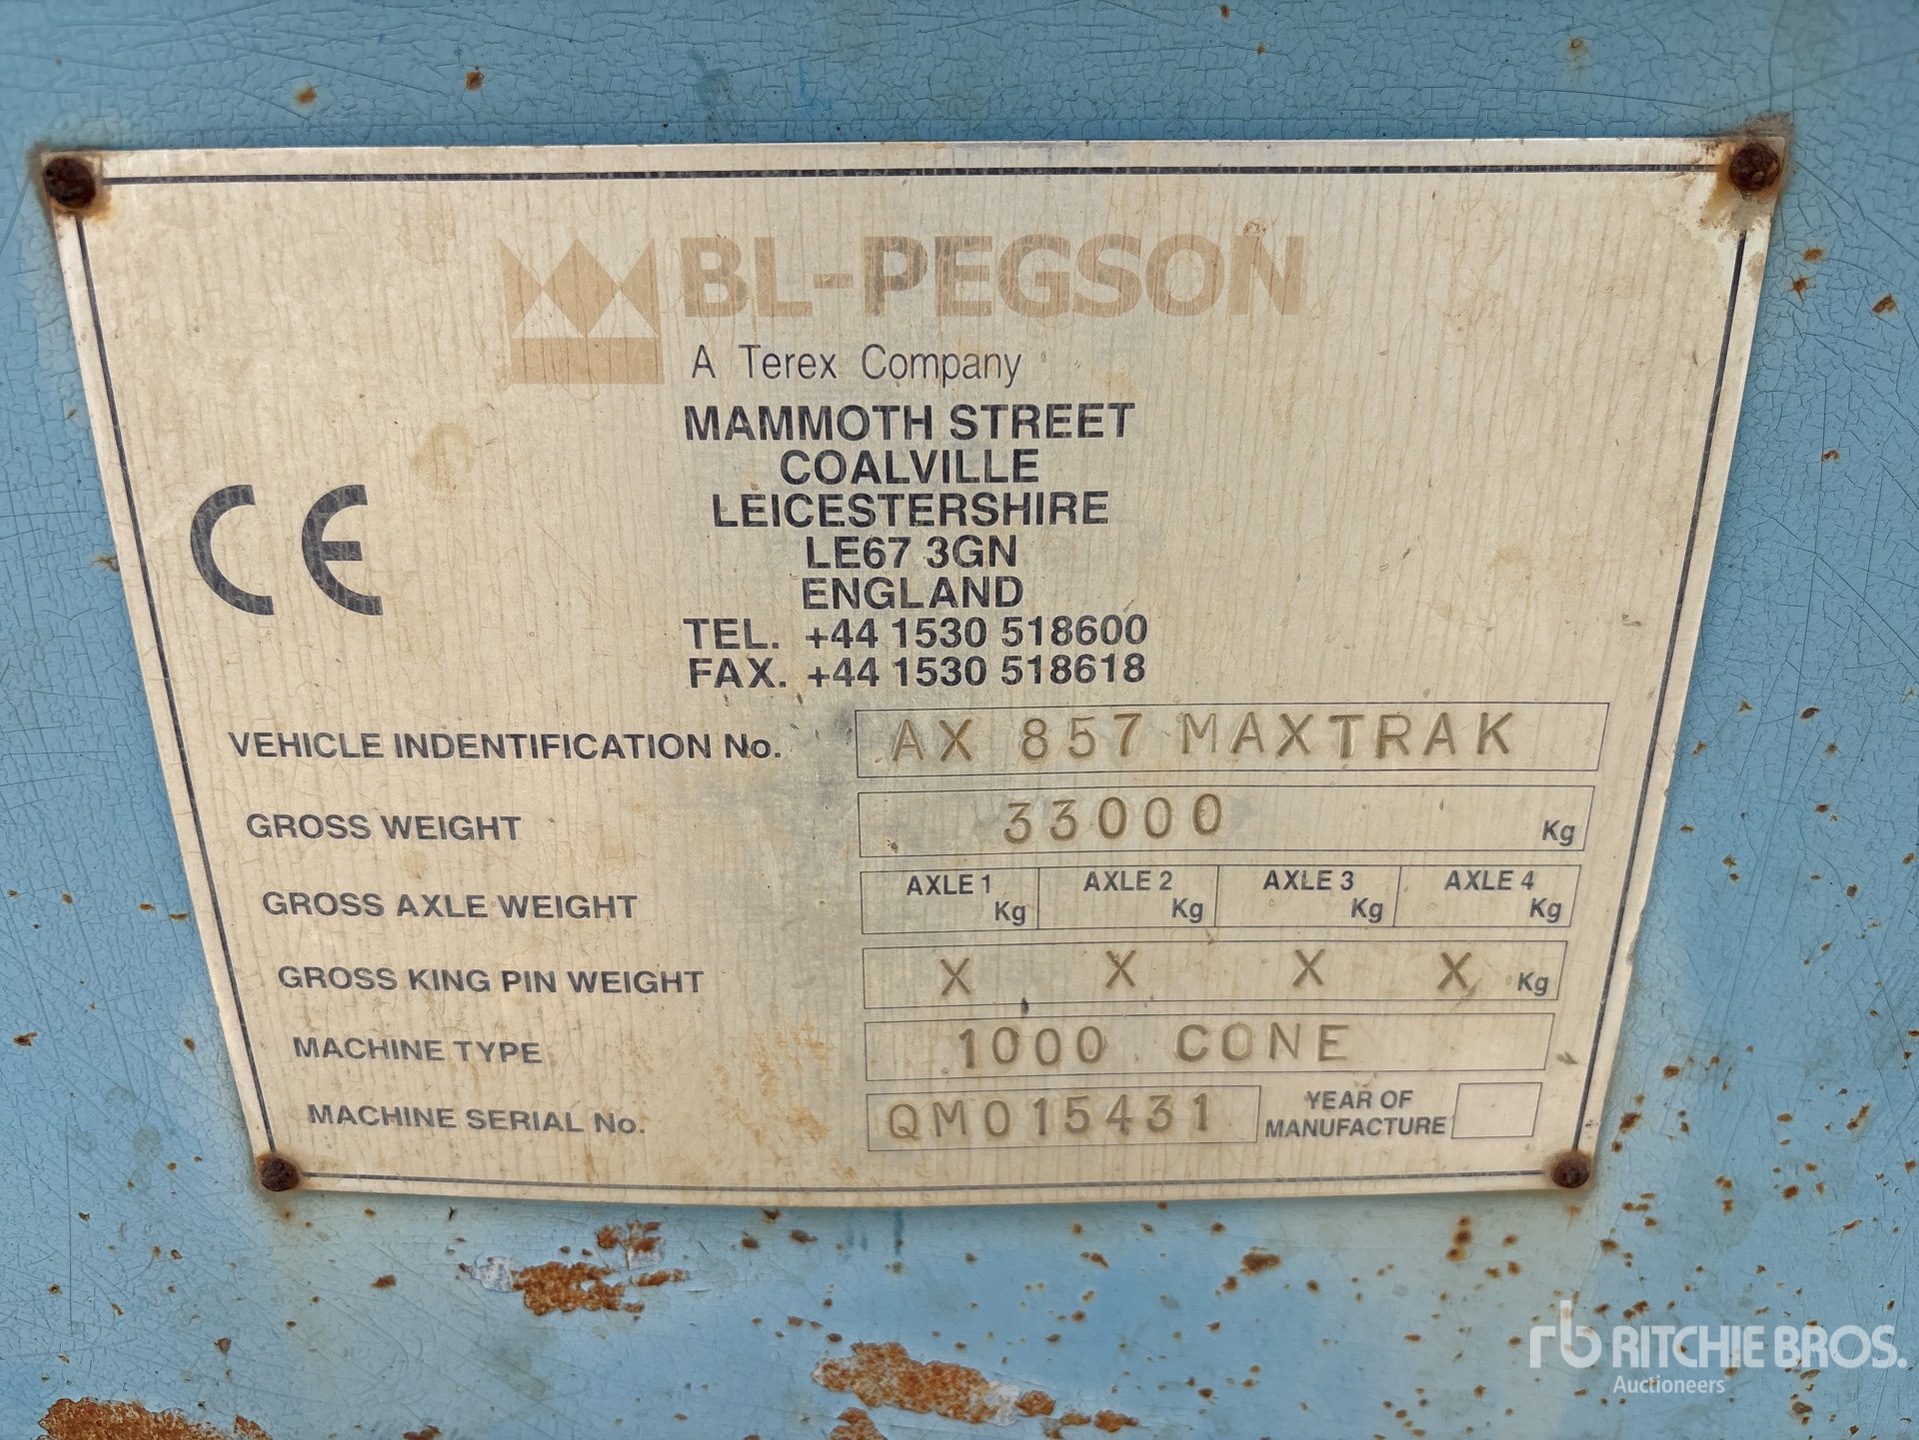 BL-PEGSON
A Terex Company
MAMMOTH STREET
COALVILLE
LEICESTERSHIRE
LE67 3GN
ENGLAND
TEL. +44 1530 518600
FAX. +44 1530 518618
CE
VEHICLE INDENTIFICATION No. AX 857 MAXTRAK
GROSS WEIGHT 33000 Kg
GROSS AXLE WEIGHT AXLE 1 Kg AXLE 2 Kg AXLE 3 Kg AXLE 4 Kg
GROSS KING PIN WEIGHT X X X X Kg
MACHINE TYPE 1000 CONE
MACHINE SERIAL No. QM015431 YEAR OF MANUFACTURE
rb RITCHIE BROS.
Auctioneers